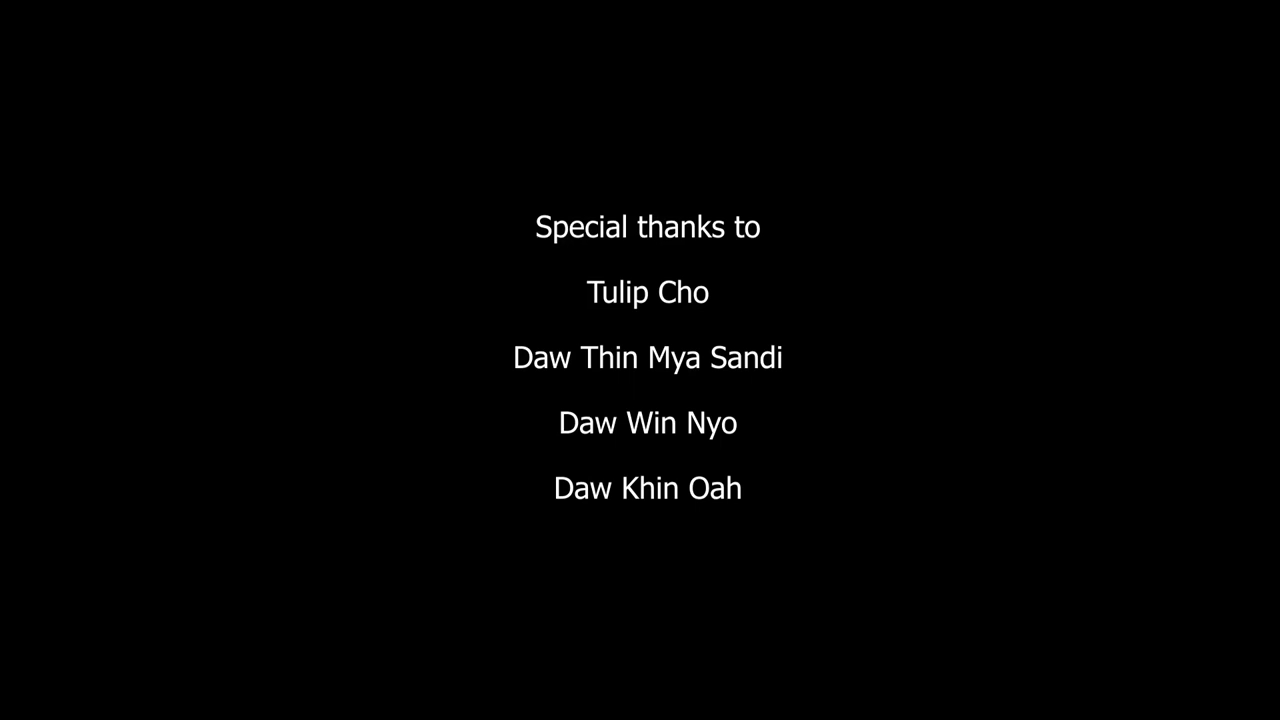 Special thanks to
Tulip Cho
Daw Thin Mya Sandi
Daw Win Nyo
Daw Khin Oah